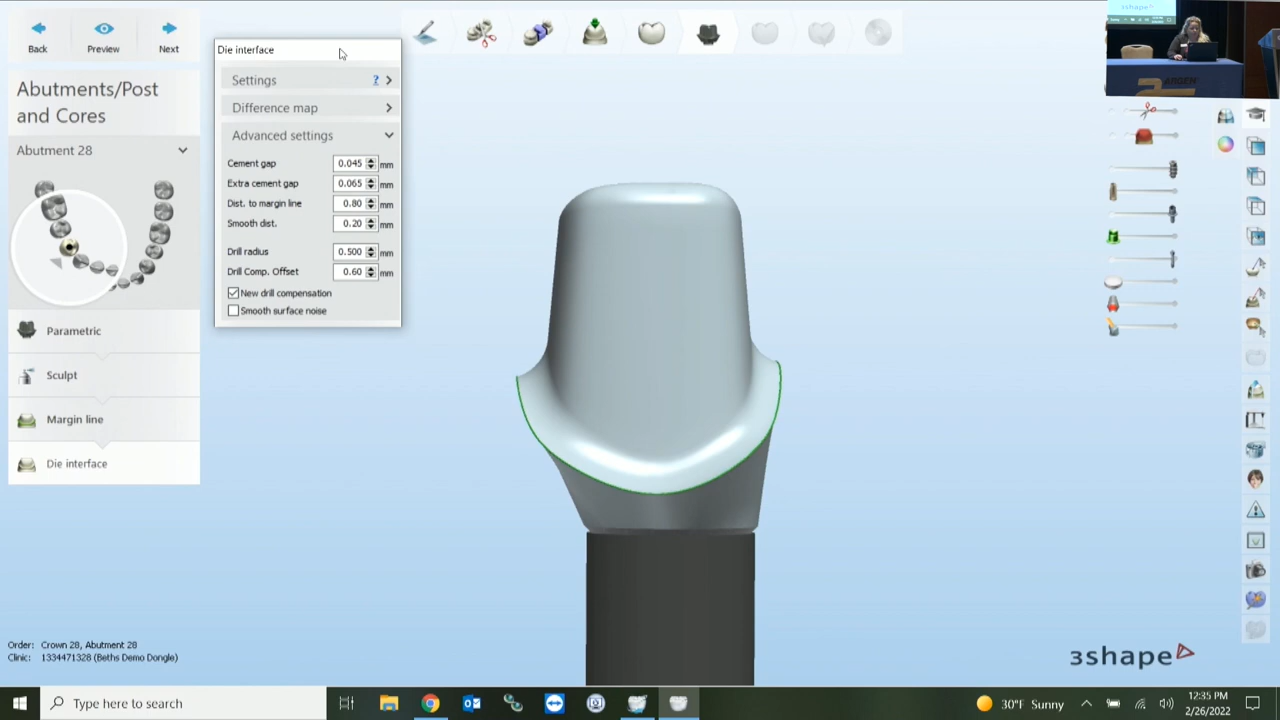 Back
Preview
Next
Abutments/Post
and Cores
Abutment 28
Parametric
Sculpt
Margin line
Die interface
Die interface
Settings ?
Difference map
Advanced settings
Cement gap 0.045 mm
Extra cement gap 0.065 mm
Dist. to margin line 0.80 mm
Smooth dist. 0.20 mm
Drill radius 0.500 mm
Drill Comp. Offset 0.60 mm
New drill compensation
Smooth surface noise
3shape
ARGEN
Order: Crown 28, Abutment 28
Clinic: 1334471328 (Beths Demo Dongle)
3shape
Type here to search
30°F Sunny
12:35 PM
2/26/2022